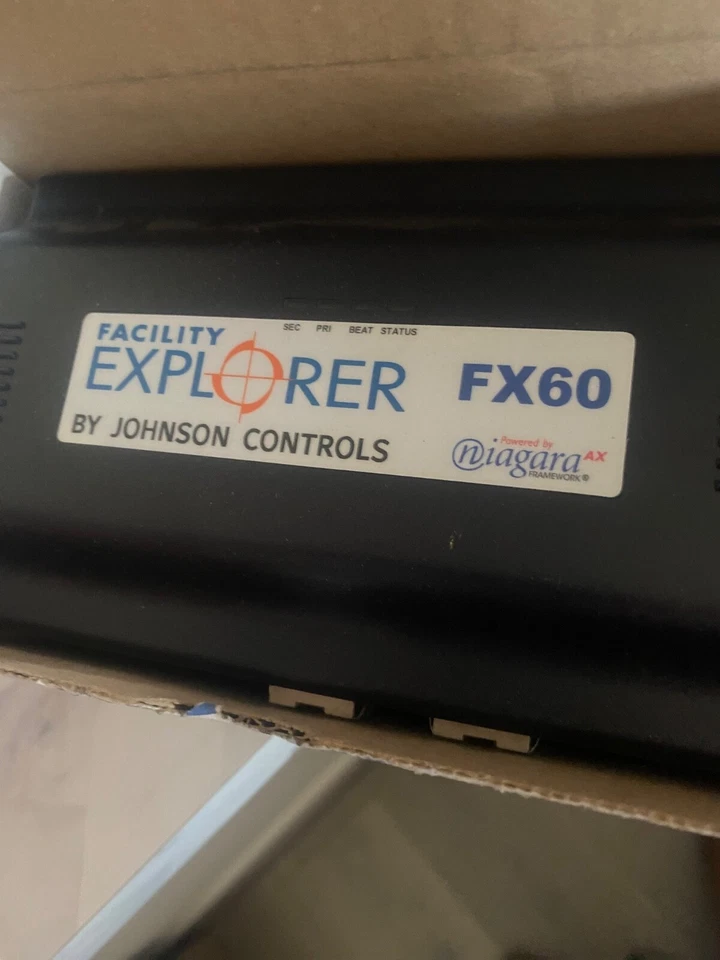 SEC PRI BEAT STATUS
FACILITY
EXPLORER
BY JOHNSON CONTROLS
FX60
Powered by
niagara AX
FRAMEWORK®